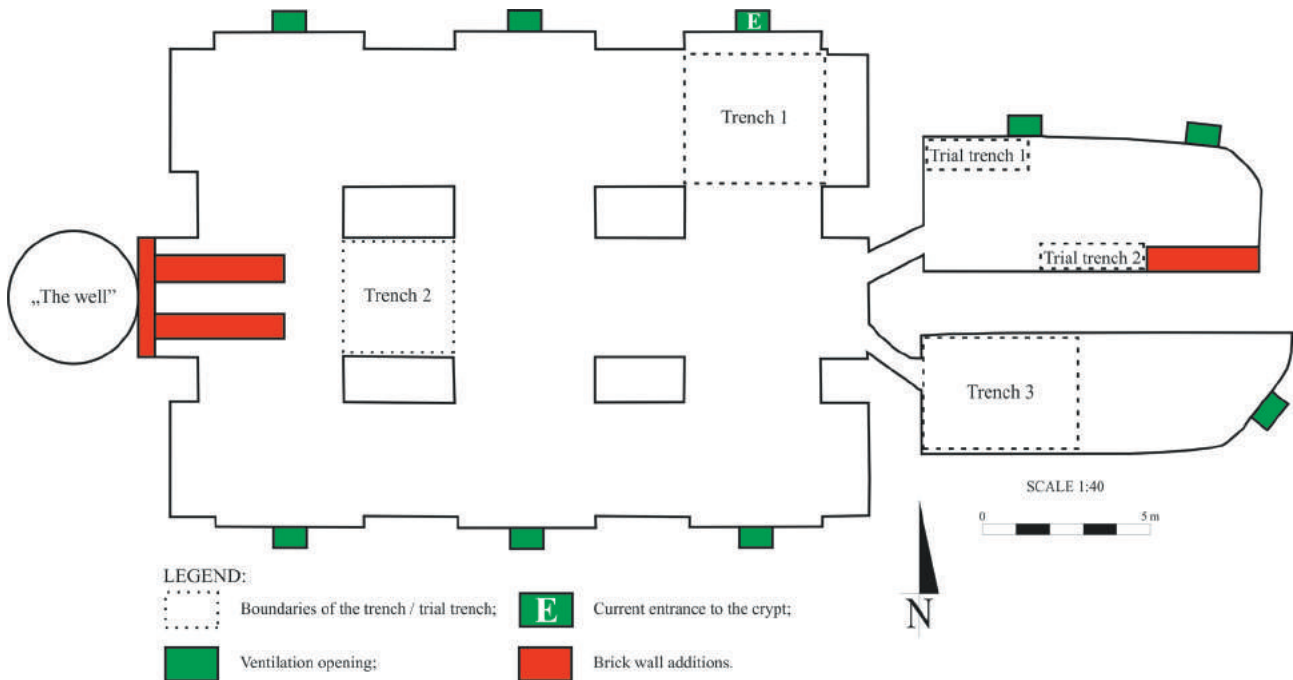 E
Trench 1
Trial trench 1
Trial trench 2
„The well”
Trench 2
Trench 3
SCALE 1:40
0 5 m
N
LEGEND:
Boundaries of the trench / trial trench;
E Current entrance to the crypt;
Ventilation opening;
Brick wall additions.